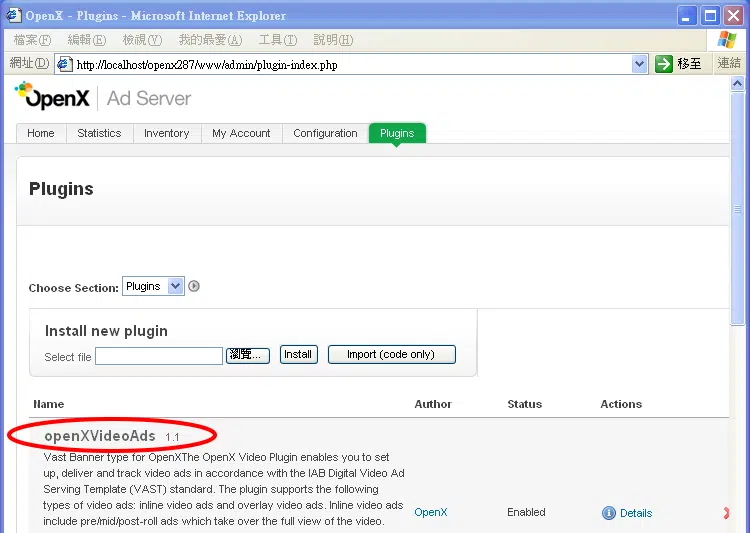 OpenX - Plugins - Microsoft Internet Explorer
檔案(F) 編輯(E) 檢視(V) 我的最愛(A) 工具(T) 說明(H)
網址(D) http://localhost/openx287/www/admin/plugin-index.php 移至 連結
OpenX Ad Server
Home Statistics Inventory My Account Configuration Plugins
Plugins
Choose Section: Plugins
Install new plugin
Select file 瀏覽... Install Import (code only)
Name Author Status Actions
openXVideoAds 1.1
Vast Banner type for OpenXThe OpenX Video Plugin enables you to set
up, deliver and track video ads in accordance with the IAB Digital Video Ad
Serving Template (VAST) standard. The plugin supports the following
types of video ads: inline video ads and overlay video ads. Inline video ads
include pre/mid/post-roll ads which take over the full view of the video.
OpenX Enabled Details